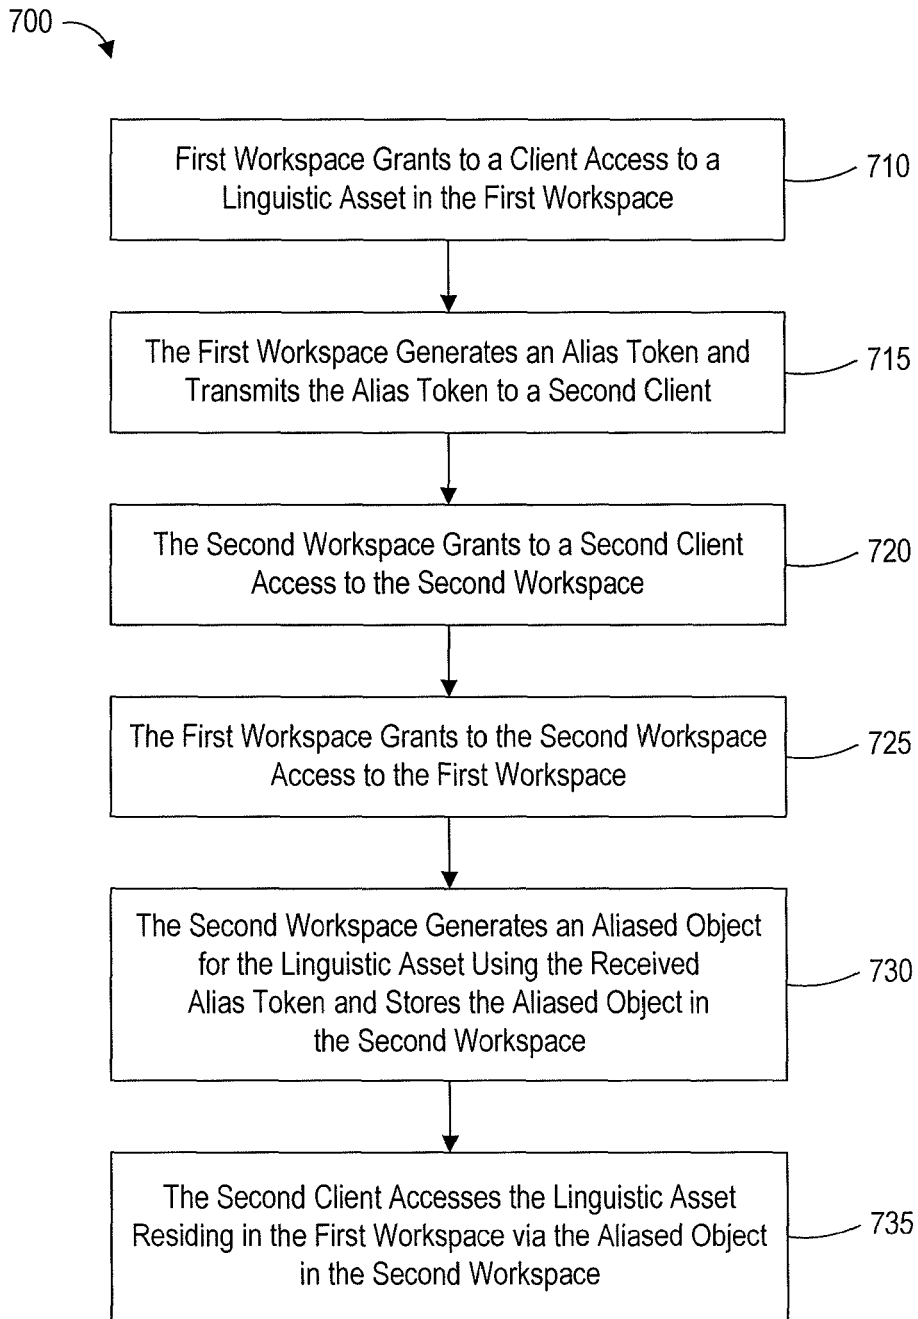 700
First Workspace Grants to a Client Access to a
Linguistic Asset in the First Workspace
710
The First Workspace Generates an Alias Token and
Transmits the Alias Token to a Second Client
715
The Second Workspace Grants to a Second Client
Access to the Second Workspace
720
The First Workspace Grants to the Second Workspace
Access to the First Workspace
725
The Second Workspace Generates an Aliased Object
for the Linguistic Asset Using the Received
Alias Token and Stores the Aliased Object in
the Second Workspace
730
The Second Client Accesses the Linguistic Asset
Residing in the First Workspace via the Aliased Object
in the Second Workspace
735